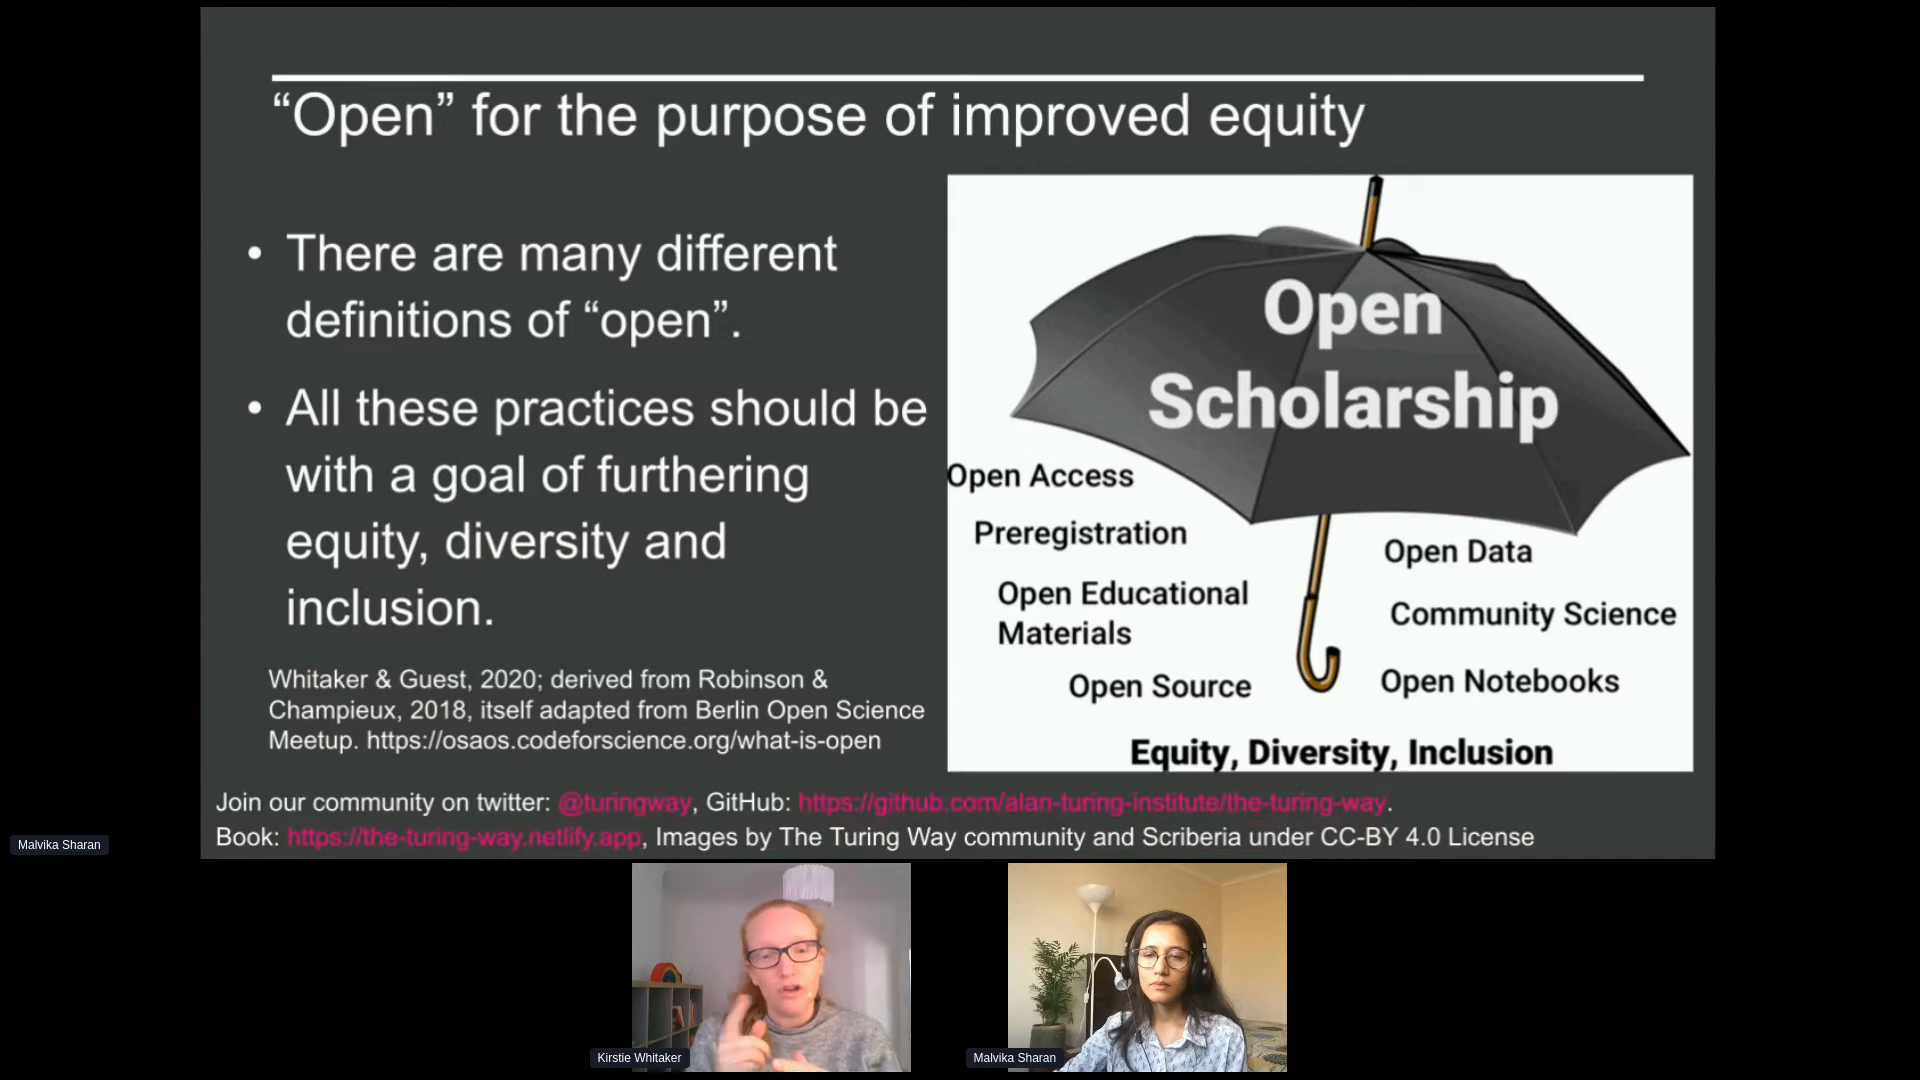 “Open” for the purpose of improved equity
• There are many different
definitions of “open”.
• All these practices should be
with a goal of furthering
equity, diversity and
inclusion.
Whitaker & Guest, 2020; derived from Robinson &
Champieux, 2018, itself adapted from Berlin Open Science
Meetup. https://osaos.codeforscience.org/what-is-open
Open
Scholarship
Open Access
Preregistration
Open Educational
Materials
Open Source
Open Data
Community Science
Open Notebooks
Equity, Diversity, Inclusion
Join our community on twitter: @turingway, GitHub: https://github.com/alan-turing-institute/the-turing-way.
Book: https://the-turing-way.netlify.app, Images by The Turing Way community and Scriberia under CC-BY 4.0 License
Malvika Sharan
Kirstie Whitaker
Malvika Sharan